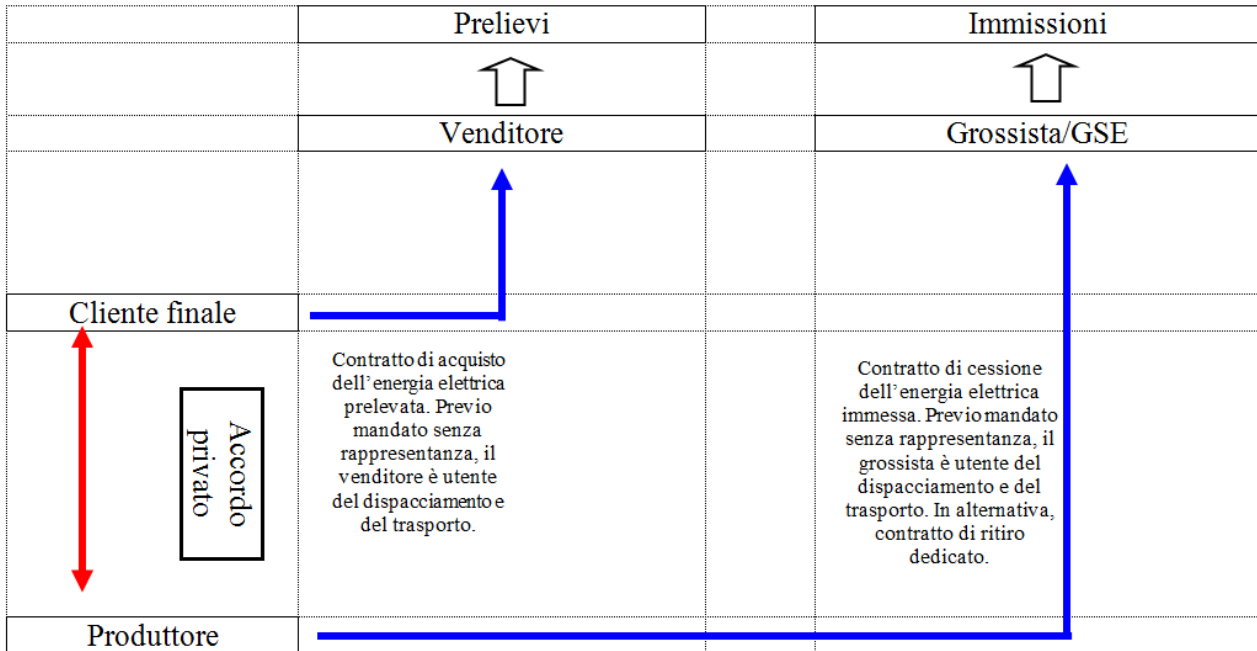 Prelievi
Immissioni
Venditore
Grossista/GSE
Cliente finale
Contratto di acquisto
dell'energia elettrica
prelevata. Previo
mandato senza
rappresentanza, il
venditore è utente
del dispacciamento e
del trasporto.
Contratto di cessione
dell'energia elettrica
immessa. Previo mandato
senza rappresentanza, il
grossista è utente del
dispacciamento e del
trasporto. In alternativa,
contratto di ritiro
dedicato.
Accordo
privato
Produttore